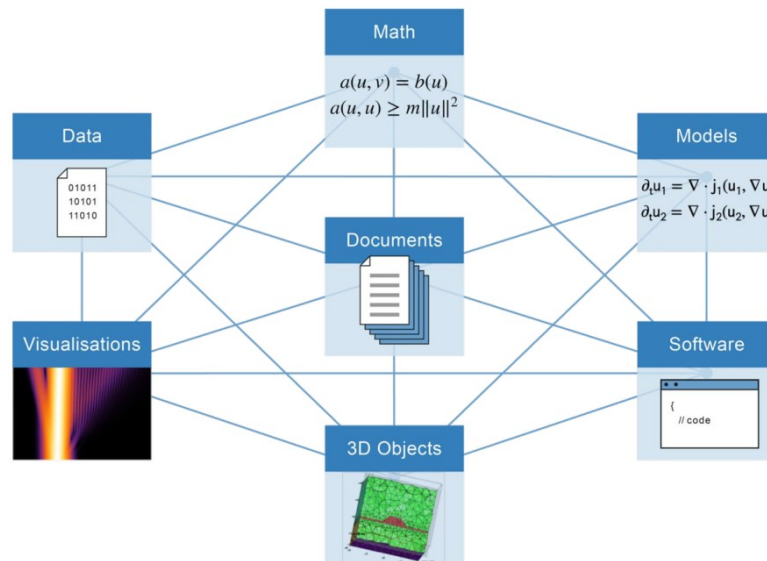 Math
a(u, v) = b(u)
a(u, u) ≥ m‖u‖²
Data
01011
10101
11010
Models
∂ₜu₁ = ∇ · j₁(u₁, ∇u
∂ₜu₂ = ∇ · j₂(u₂, ∇u
Documents
Visualisations
Software
{
// code
3D Objects